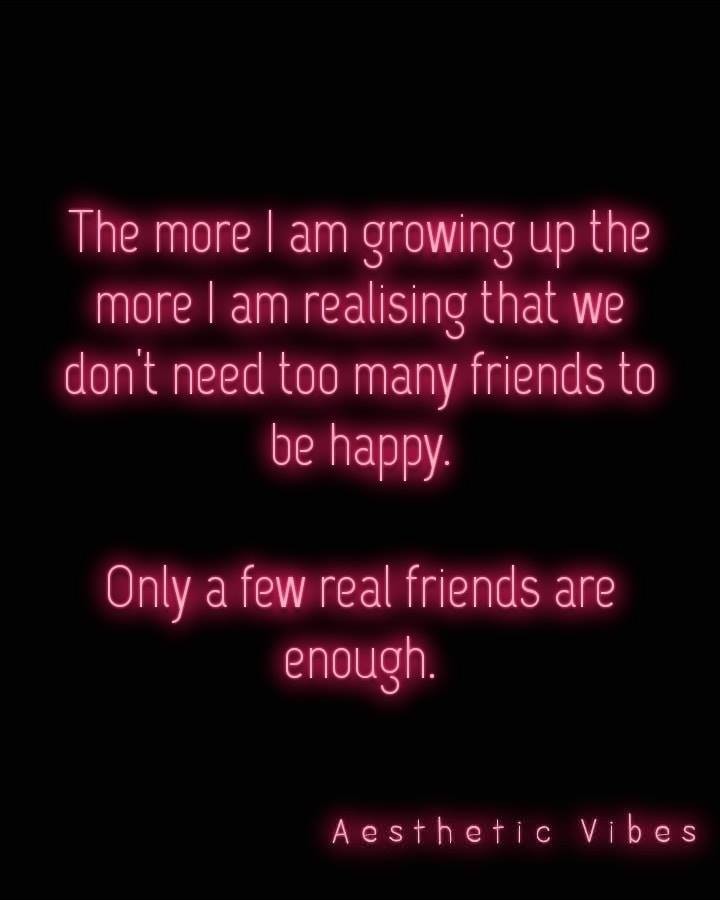 The more I am growing up the
more I am realising that we
don't need too many friends to
be happy.
Only a few real friends are
enough.
Aesthetic Vibes